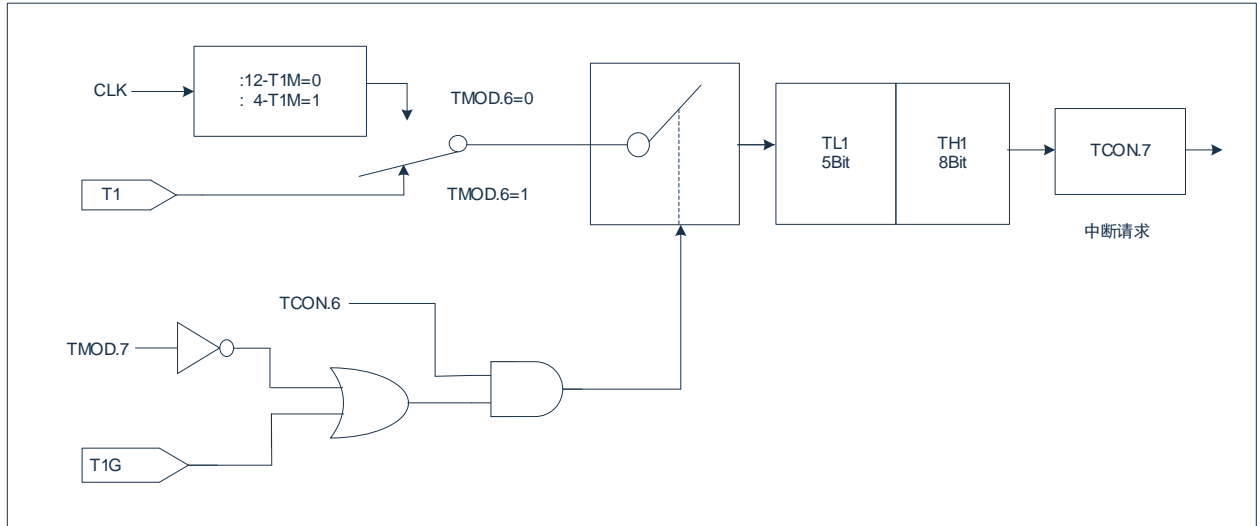 CLK
:12-T1M=0
: 4-T1M=1
TMOD.6=0
T1
TMOD.6=1
TL1
5Bit
TH1
8Bit
TCON.7
中断请求
TCON.6
TMOD.7
T1G